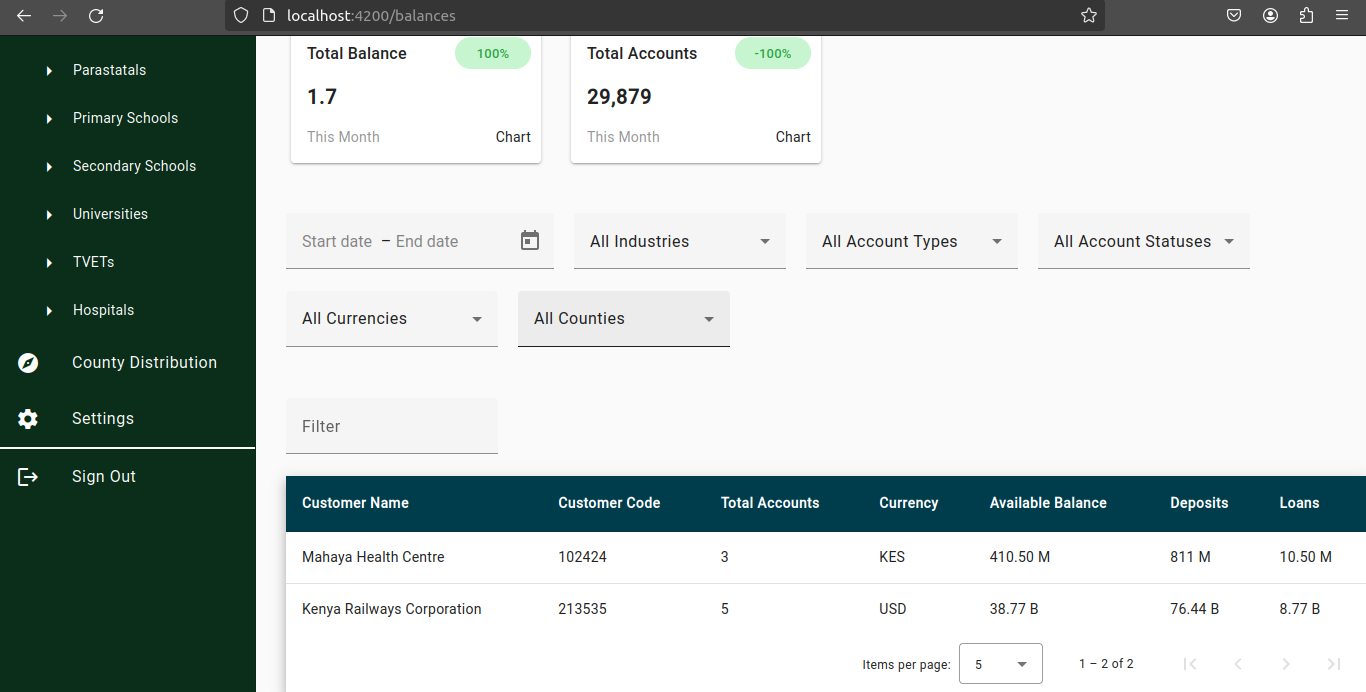 localhost:4200/balances
Parastatals
Primary Schools
Secondary Schools
Universities
TVETs
Hospitals
County Distribution
Settings
Sign Out
Total Balance 100%
1.7
This Month Chart
Total Accounts -100%
29,879
This Month Chart
Start date – End date
All Industries
All Account Types
All Account Statuses
All Currencies
All Counties
Filter
Customer Name Customer Code Total Accounts Currency Available Balance Deposits Loans
Mahaya Health Centre 102424 3 KES 410.50 M 811 M 10.50 M
Kenya Railways Corporation 213535 5 USD 38.77 B 76.44 B 8.77 B
Items per page: 5 1 – 2 of 2